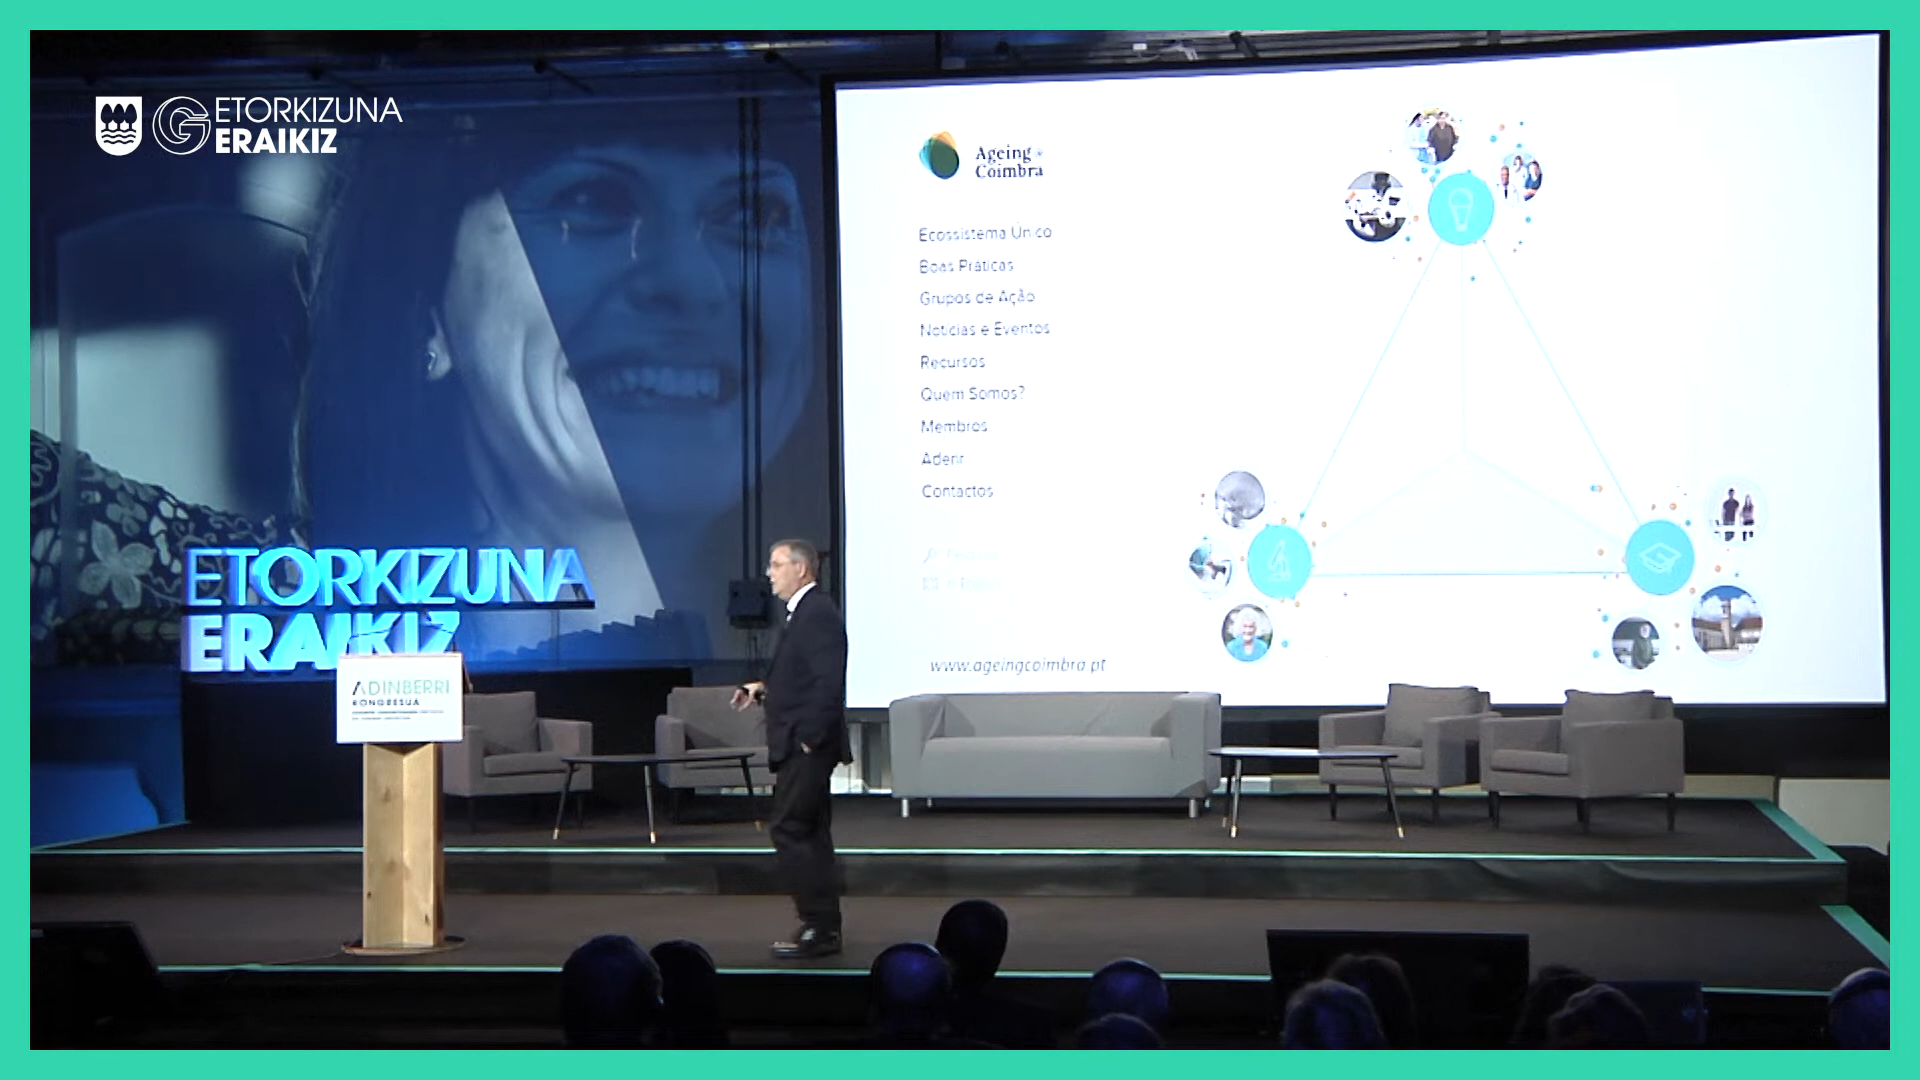 ETORKIZUNA
ERAIKIZ
Ageing
Coimbra
Ecossistema Único
Boas Práticas
Grupos de Ação
Notícias e Eventos
Recursos
Quem Somos?
Membros
Aderir
Contactos
www.ageingcoimbra.pt
ETORKIZUNA
ERAIKIZ
ADINBERRI
KONGRESUA